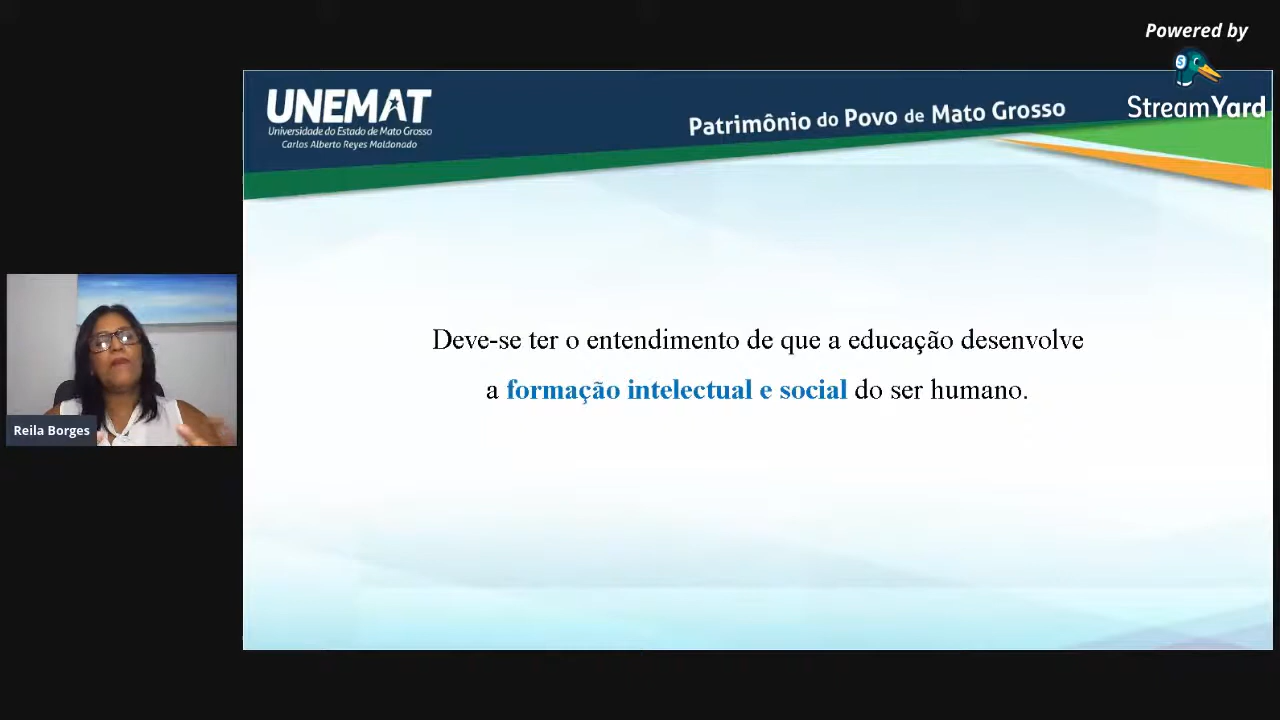 Powered by
StreamYard
UNEMAT
Universidade do Estado de Mato Grosso
Carlos Alberto Reyes Maldonado
Patrimônio do Povo de Mato Grosso
Deve-se ter o entendimento de que a educação desenvolve
a formação intelectual e social do ser humano.
Reila Borges